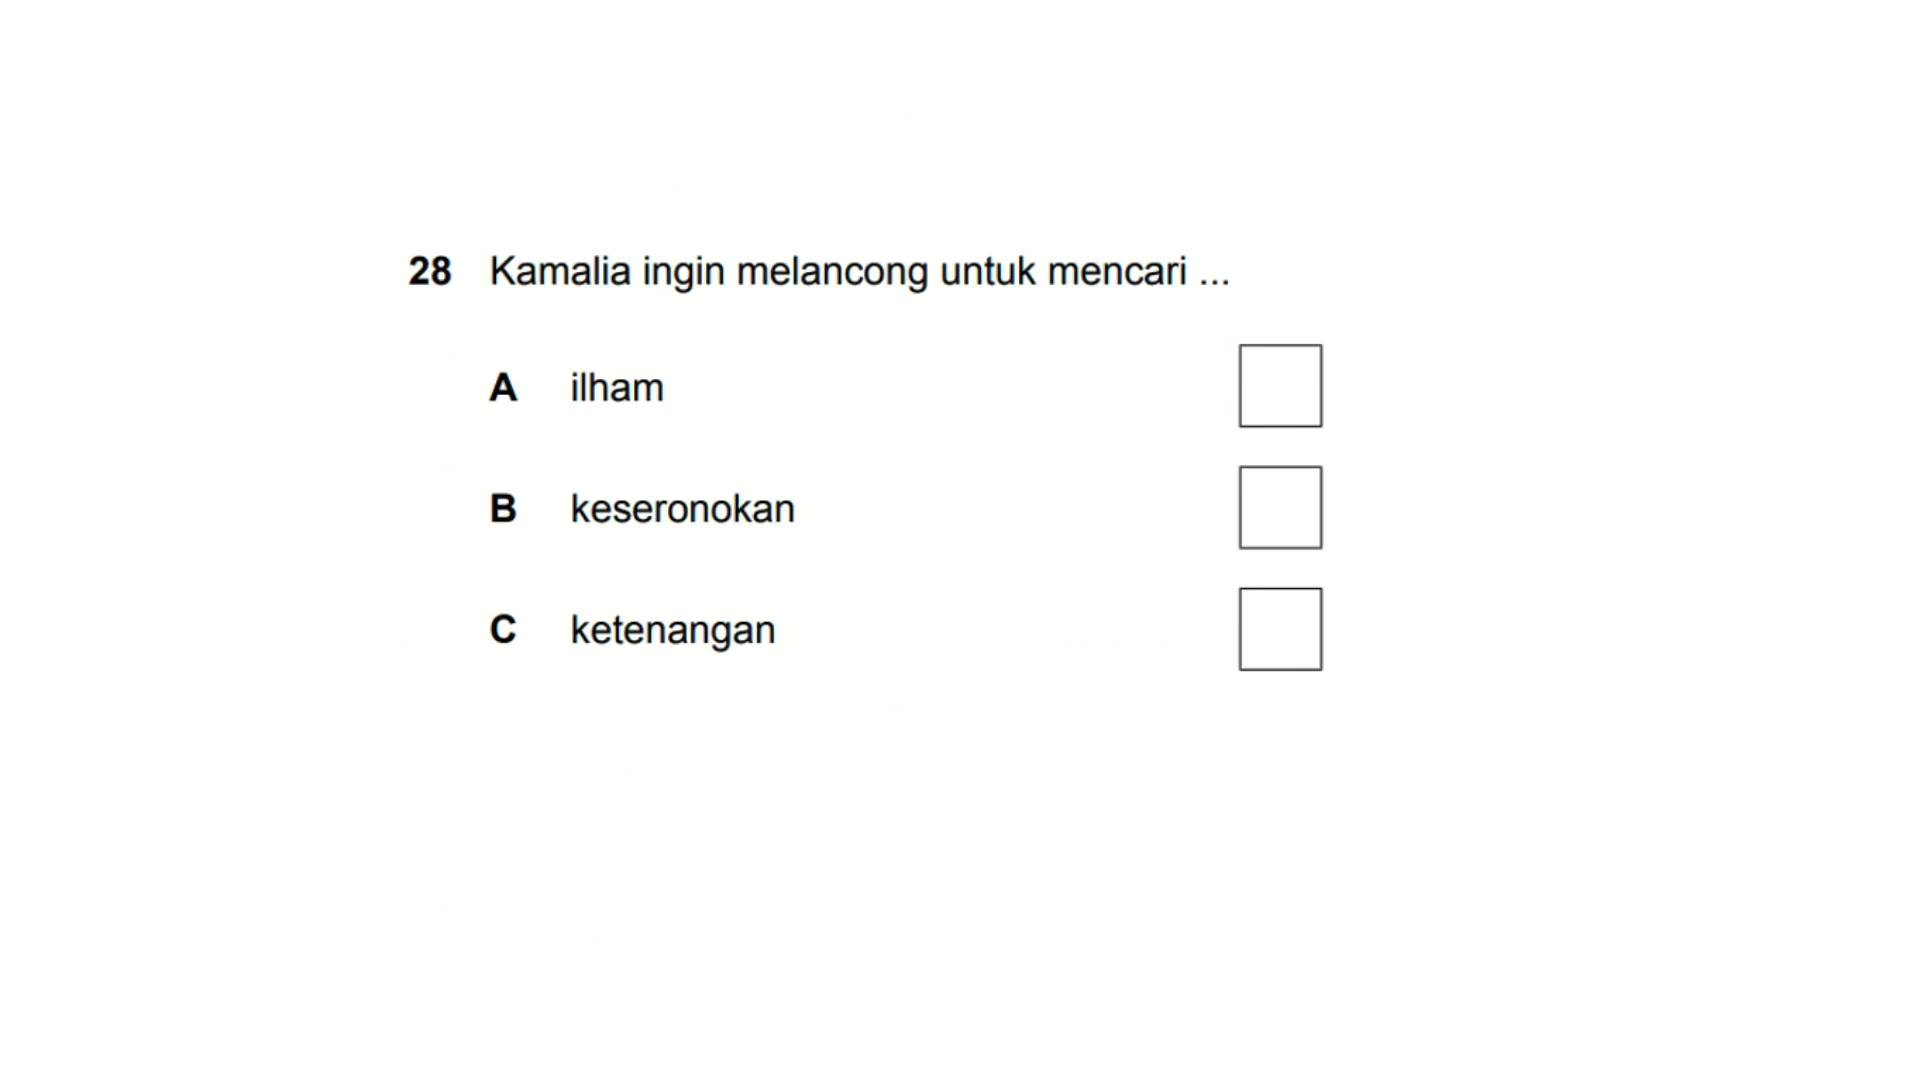 28 Kamalia ingin melancong untuk mencari ...
A ilham
B keseronokan
C ketenangan